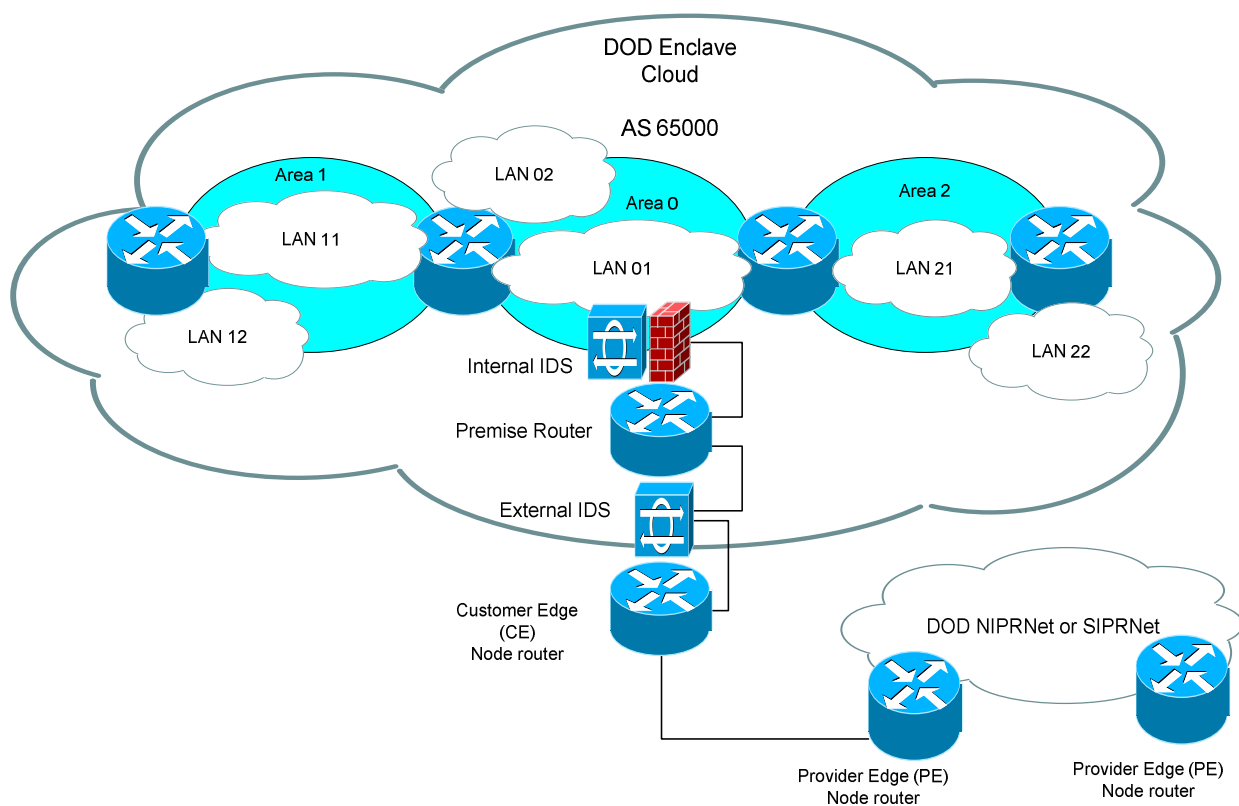 DOD Enclave
Cloud
AS 65000
LAN 02
Area 1
Area 0
Area 2
LAN 11
LAN 01
LAN 21
LAN 12
LAN 22
Internal IDS
Premise Router
External IDS
Customer Edge
(CE)
Node router
DOD NIPRNet or SIPRNet
Provider Edge (PE)
Node router
Provider Edge (PE)
Node router